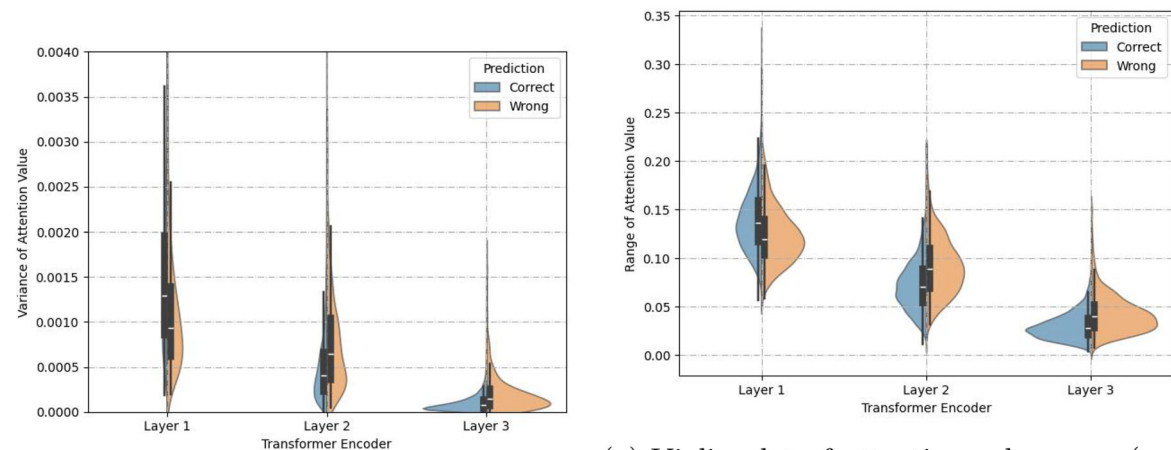 0.0040
0.0035
0.0030
0.0025
0.0020
0.0015
0.0010
0.0005
0.0000
Variance of Attention Value
Prediction
Correct
Wrong
Layer 1
Layer 2
Layer 3
Transformer Encoder
0.35
0.30
0.25
0.20
0.15
0.10
0.05
0.00
Range of Attention Value
Prediction
Correct
Wrong
Layer 1
Layer 2
Layer 3
Transformer Encoder